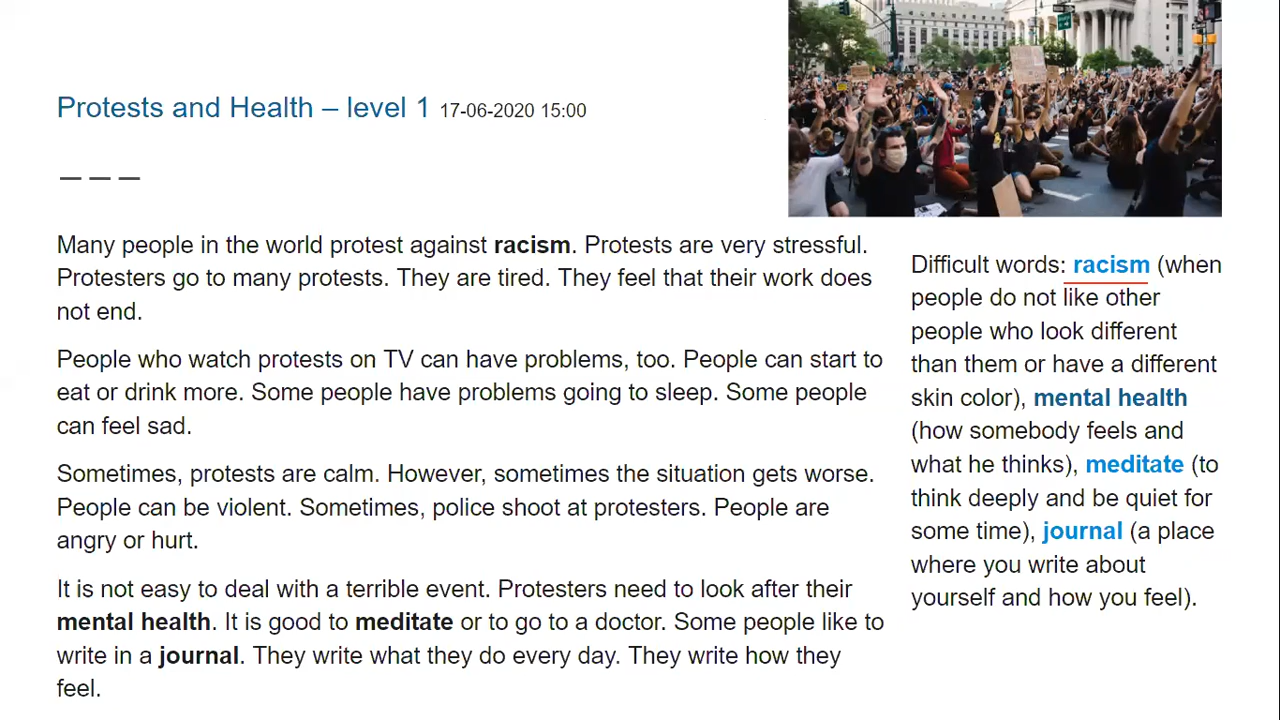 Protests and Health – level 1 17-06-2020 15:00
Many people in the world protest against racism. Protests are very stressful.
Protesters go to many protests. They are tired. They feel that their work does
not end.
People who watch protests on TV can have problems, too. People can start to
eat or drink more. Some people have problems going to sleep. Some people
can feel sad.
Sometimes, protests are calm. However, sometimes the situation gets worse.
People can be violent. Sometimes, police shoot at protesters. People are
angry or hurt.
It is not easy to deal with a terrible event. Protesters need to look after their
mental health. It is good to meditate or to go to a doctor. Some people like to
write in a journal. They write what they do every day. They write how they
feel.
Difficult words: racism (when
people do not like other
people who look different
than them or have a different
skin color), mental health
(how somebody feels and
what he thinks), meditate (to
think deeply and be quiet for
some time), journal (a place
where you write about
yourself and how you feel).